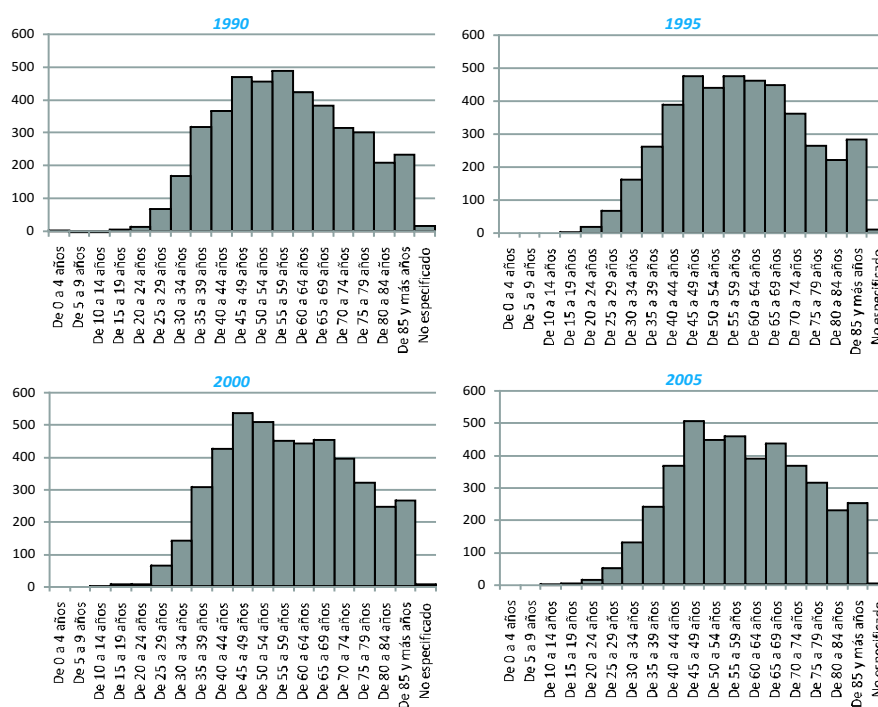 1990
600
500
400
300
200
100
0
De 0 a 4 años
De 5 a 9 años
De 10 a 14 años
De 15 a 19 años
De 20 a 24 años
De 25 a 29 años
De 30 a 34 años
De 35 a 39 años
De 40 a 44 años
De 45 a 49 años
De 50 a 54 años
De 55 a 59 años
De 60 a 64 años
De 65 a 69 años
De 70 a 74 años
De 75 a 79 años
De 80 a 84 años
De 85 y más años
No especificado
1995
600
500
400
300
200
100
0
De 0 a 4 años
De 5 a 9 años
De 10 a 14 años
De 15 a 19 años
De 20 a 24 años
De 25 a 29 años
De 30 a 34 años
De 35 a 39 años
De 40 a 44 años
De 45 a 49 años
De 50 a 54 años
De 55 a 59 años
De 60 a 64 años
De 65 a 69 años
De 70 a 74 años
De 75 a 79 años
De 80 a 84 años
De 85 y más años
No especificado
2000
600
500
400
300
200
100
0
De 0 a 4 años
De 5 a 9 años
De 10 a 14 años
De 15 a 19 años
De 20 a 24 años
De 25 a 29 años
De 30 a 34 años
De 35 a 39 años
De 40 a 44 años
De 45 a 49 años
De 50 a 54 años
De 55 a 59 años
De 60 a 64 años
De 65 a 69 años
De 70 a 74 años
De 75 a 79 años
De 80 a 84 años
De 85 y más años
No especificado
2005
600
500
400
300
200
100
0
De 0 a 4 años
De 5 a 9 años
De 10 a 14 años
De 15 a 19 años
De 20 a 24 años
De 25 a 29 años
De 30 a 34 años
De 35 a 39 años
De 40 a 44 años
De 45 a 49 años
De 50 a 54 años
De 55 a 59 años
De 60 a 64 años
De 65 a 69 años
De 70 a 74 años
De 75 a 79 años
De 80 a 84 años
De 85 y más años
No especificado